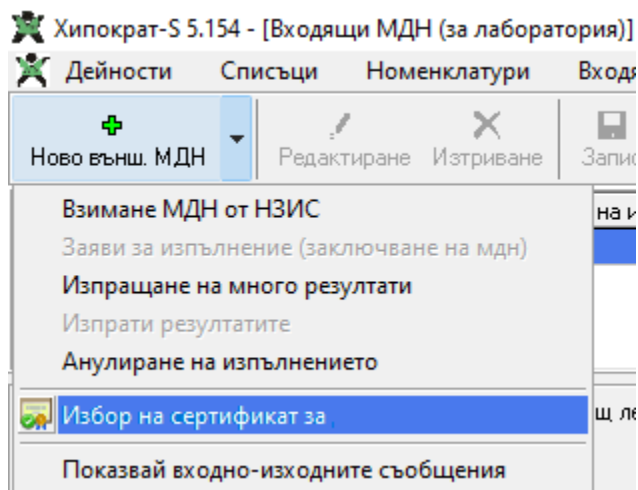 Хипократ-S 5.154 - [Входящи МДН (за лаборатория)]
Дейности Списъци Номенклатури
Ново външ. МДН Редактиране Изтриване
Взимане МДН от НЗИС на
Заяви за изпълнение (заключване на мдн)
Изпращане на много резултати
Изпрати резултатите
Анулиране на изпълнението
Избор на сертификат за
Показвай входно-изходните съобщения